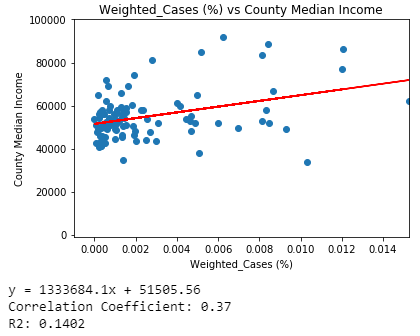 Weighted_Cases (%) vs County Median Income
100000
80000
60000
40000
20000
0
County Median Income
0.000 0.002 0.004 0.006 0.008 0.010 0.012 0.014
Weighted_Cases (%)
y = 1333684.1x + 51505.56
Correlation Coefficient: 0.37
R2: 0.1402